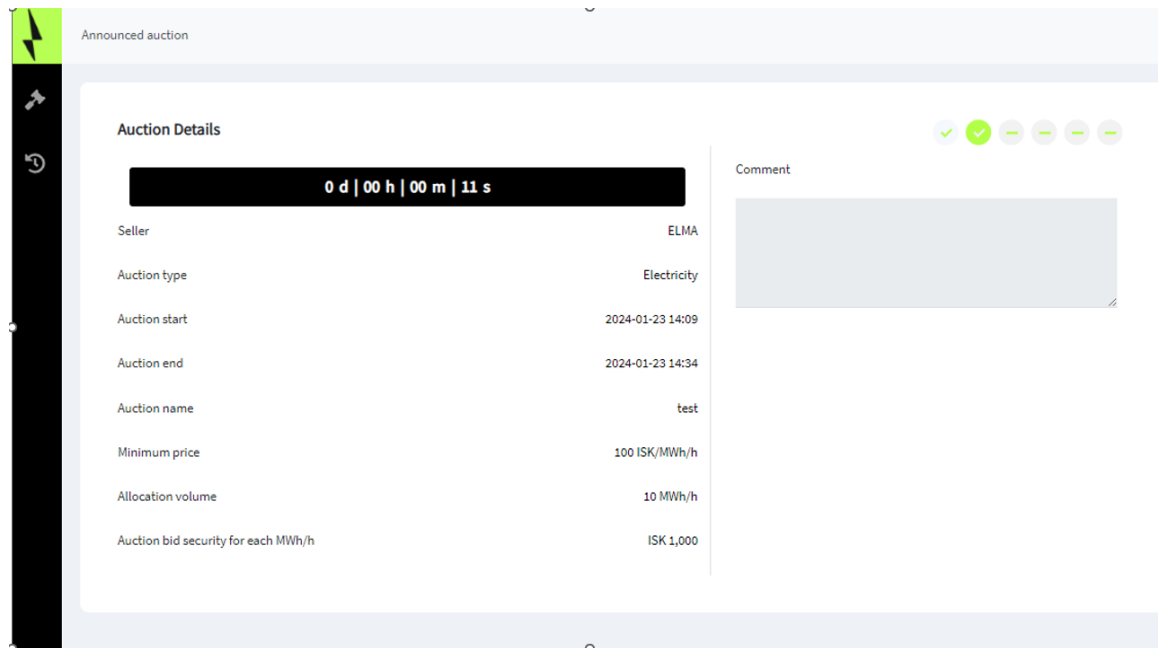 Announced auction
Auction Details
0 d | 00 h | 00 m | 11 s
Seller ELMA
Auction type Electricity
Auction start 2024-01-23 14:09
Auction end 2024-01-23 14:34
Auction name test
Minimum price 100 ISK/MWh/h
Allocation volume 10 MWh/h
Auction bid security for each MWh/h ISK 1,000
Comment